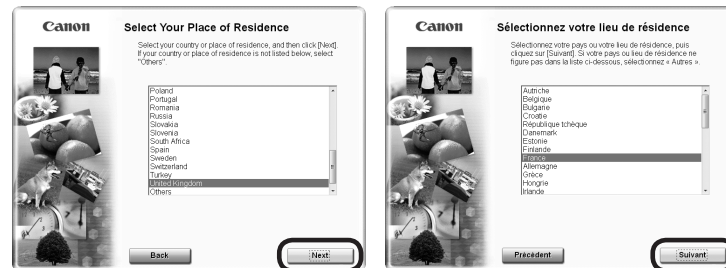 Canon
Select Your Place of Residence
Select your country or place of residence, and then click [Next].
If your country or place of residence is not listed below, select
"Others".
Poland
Portugal
Romania
Russia
Slovakia
Slovenia
South Africa
Spain
Sweden
Switzerland
Turkey
United Kingdom
Others
Back
Next
Canon
Sélectionnez votre lieu de résidence
Sélectionnez votre pays ou votre lieu de résidence, puis
cliquez sur [Suivant]. Si votre pays ou lieu de résidence ne
figure pas dans la liste ci-dessous, sélectionnez « Autres ».
Autriche
Belgique
Bulgarie
Croatie
République tchèque
Danemark
Estonie
Finlande
France
Allemagne
Grèce
Hongrie
Irlande
Précédent
Suivant